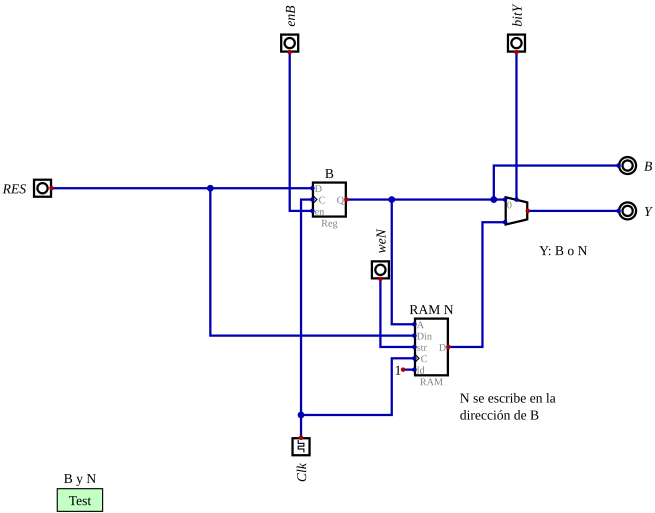 enB
bitY
RES
B
D
C
Q
en
Reg
0
B
Y
weN
Y: B o N
RAM N
A
Din
str
D
C
1
ld
RAM
N se escribe en la
dirección de B
Clk
B y N
Test